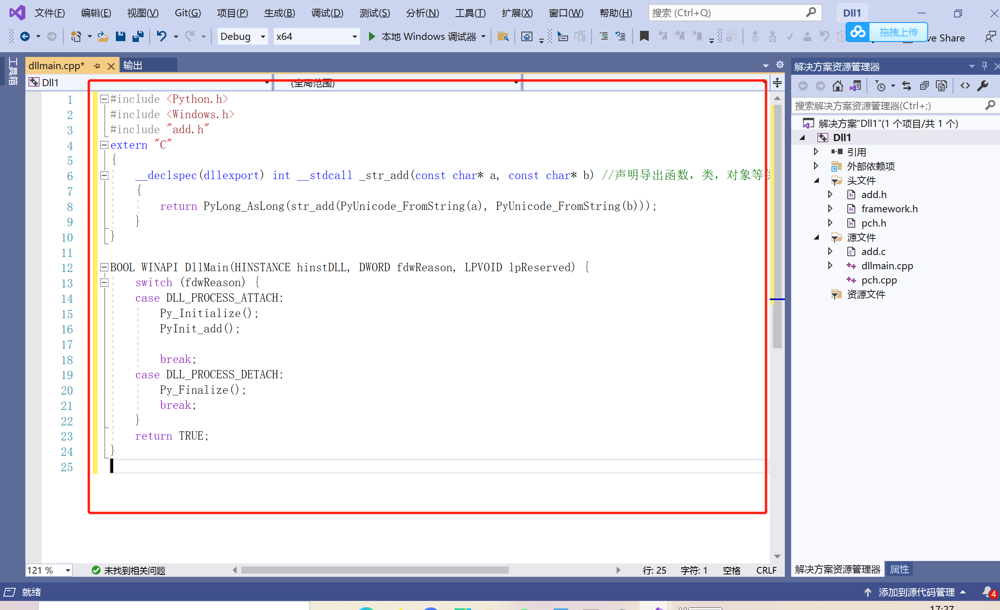 文件(F) 编辑(E) 视图(V) Git(G) 项目(P) 生成(B) 调试(D) 测试(S) 分析(N) 工具(T) 扩展(X) 窗口(W) 帮助(H) 搜索 (Ctrl+Q) Dll1
Debug x64 本地 Windows 调试器 拖拽上传 ve Share
工具箱
dllmain.cpp* 输出
Dll1 (全局范围)
1 #include <Python.h>
2 #include <Windows.h>
3 #include "add.h"
4 extern "C"
5 {
6 __declspec(dllexport) int __stdcall _str_add(const char* a, const char* b) //声明导出函数，类，对象等
7 {
8 return PyLong_AsLong(str_add(PyUnicode_FromString(a), PyUnicode_FromString(b)));
9 }
10 }
11
12 BOOL WINAPI DllMain(HINSTANCE hinstDLL, DWORD fdwReason, LPVOID lpReserved) {
13 switch (fdwReason) {
14 case DLL_PROCESS_ATTACH:
15 Py_Initialize();
16 PyInit_add();
17
18 break;
19 case DLL_PROCESS_DETACH:
20 Py_Finalize();
21 break;
22 }
23 return TRUE;
24 }
25
121 % 未找到相关问题 行: 25 字符: 1 空格 CRLF
解决方案资源管理器
搜索解决方案资源管理器(Ctrl+;)
解决方案"Dll1"(1 个项目/共 1 个)
Dll1
引用
外部依赖项
头文件
add.h
framework.h
pch.h
源文件
add.c
dllmain.cpp
pch.cpp
资源文件
解决方案资源管理器 属性
就绪 添加到源代码管理 4
17:27